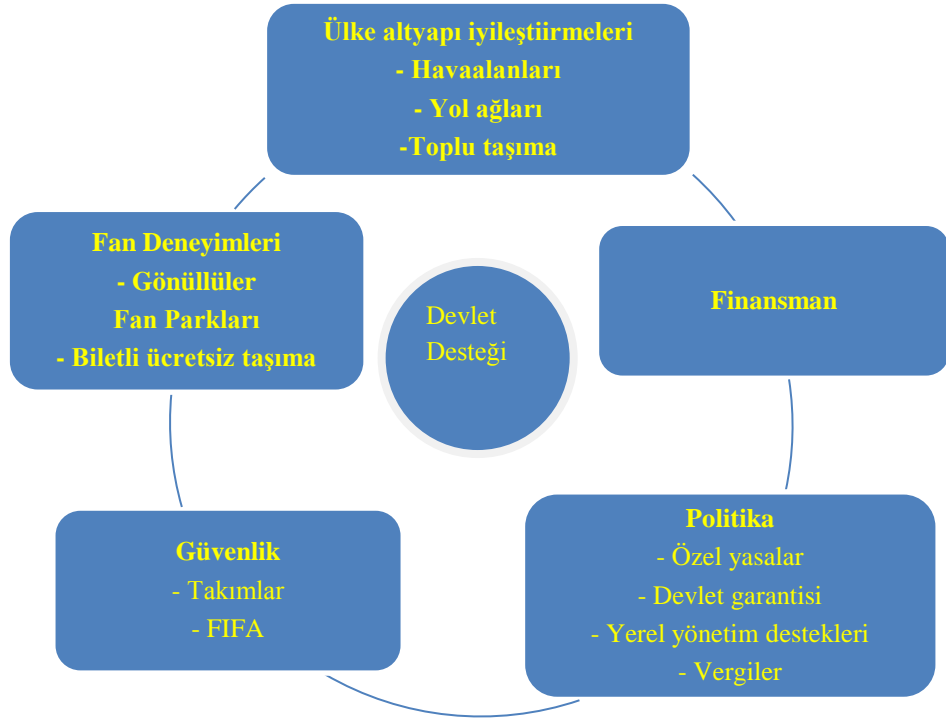 Ülke altyapı iyileştiirmeleri
- Havaalanları
- Yol ağları
-Toplu taşıma
Fan Deneyimleri
- Gönüllüler
Fan Parkları
- Biletli ücretsiz taşıma
Devlet
Desteği
Finansman
Güvenlik
- Takımlar
- FIFA
Politika
- Özel yasalar
- Devlet garantisi
- Yerel yönetim destekleri
- Vergiler